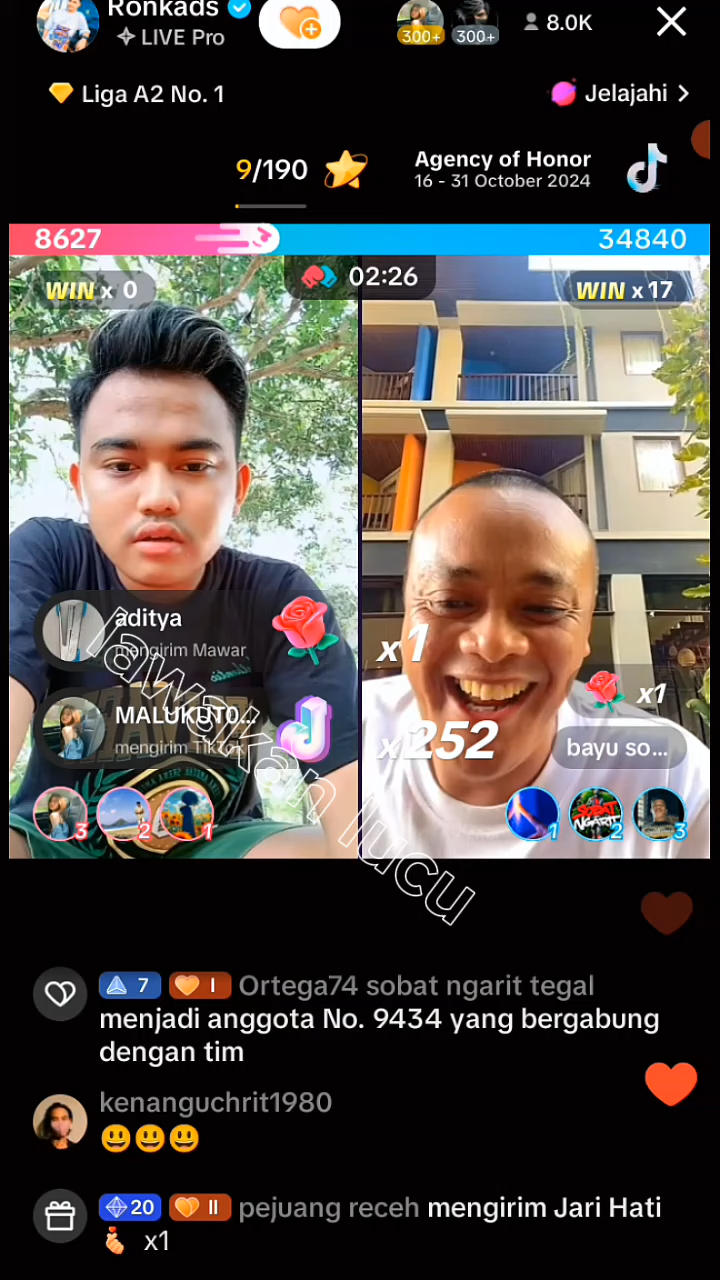 Ronkads
LIVE Pro
300+
300+
8.0K
Liga A2 No. 1
Jelajahi >
9/190
Agency of Honor
16 - 31 October 2024
8627
34840
WIN x 0
02:26
WIN x 17
aditya
mengirim Mawar
x1
x1
MALUKUT0...
mengirim TikTok
x252
bayu so...
3
2
1
SOBAT
NGARIT
1
2
3
lawakan lucu
7
I
Ortega74 sobat ngarit tegal
menjadi anggota No. 9434 yang bergabung
dengan tim
kenanguchrit1980
😃😃😃
20
II
pejuang receh mengirim Jari Hati
x1